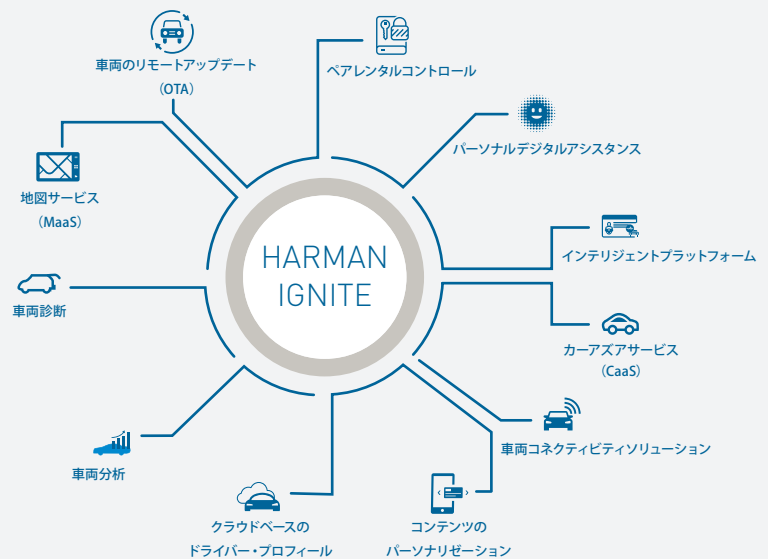 車両のリモートアップデート
（OTA）
ペアレンタルコントロール
パーソナルデジタルアシスタンス
地図サービス
（MaaS）
HARMAN
IGNITE
インテリジェントプラットフォーム
車両診断
カーアズアサービス
（CaaS）
車両コネクティビティソリューション
車両分析
クラウドベースの
ドライバー・プロフィール
コンテンツの
パーソナリゼーション